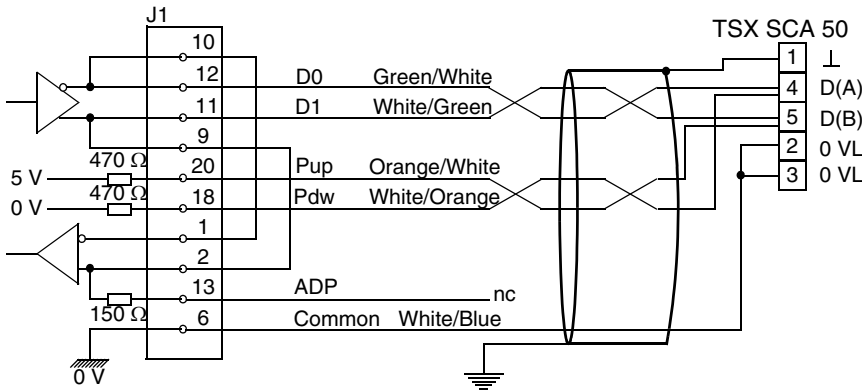 J1
TSX SCA 50
10
1 ⊥
12 D0 Green/White
4 D(A)
11 D1 White/Green
5 D(B)
9
2 0 VL
470 Ω
5 V 20 Pup Orange/White
3 0 VL
470 Ω
0 V 18 Pdw White/Orange
1
2
13 ADP nc
150 Ω
6 Common White/Blue
0 V